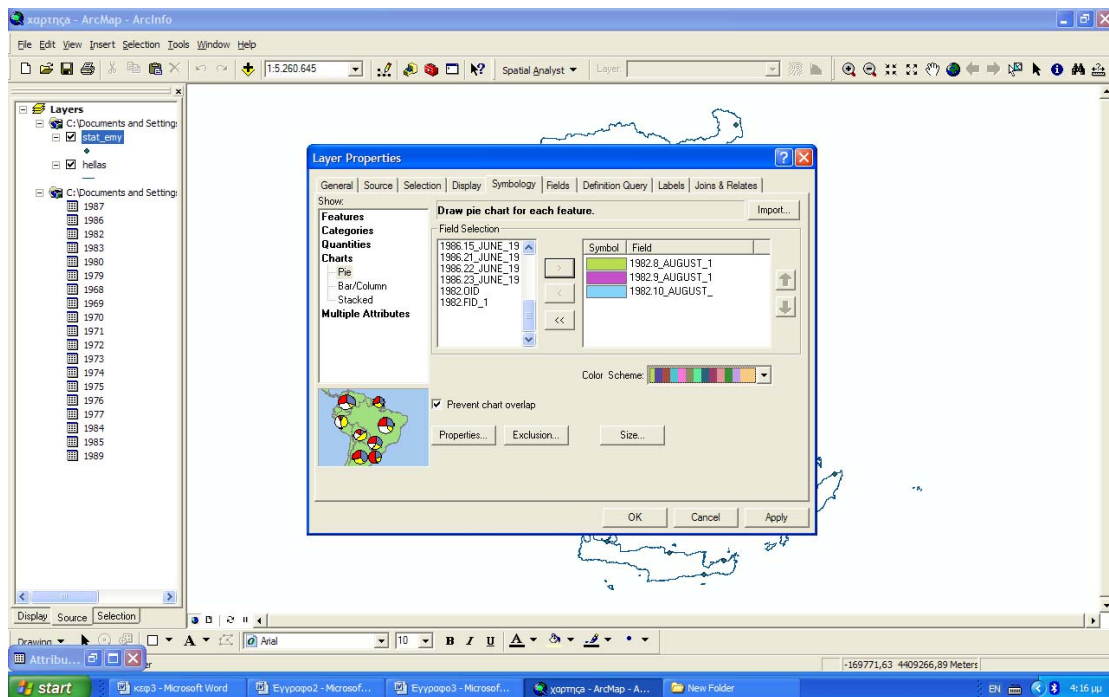 χαρτηςα - ArcMap - ArcInfo
File Edit View Insert Selection Tools Window Help
1:5.260.645 Spatial Analyst Layer:
Layers
C:\Documents and Setting
stat_emy
hellas
C:\Documents and Setting
1987
1986
1982
1983
1980
1979
1968
1969
1970
1971
1972
1973
1974
1975
1976
1977
1984
1985
1989
Display Source Selection
Layer Properties
General Source Selection Display Symbology Fields Definition Query Labels Joins & Relates
Show:
Features
Categories
Quantities
Charts
Pie
Bar/Column
Stacked
Multiple Attributes
Draw pie chart for each feature.
Import...
Field Selection
1986.15_JUNE_19
1986.21_JUNE_19
1986.22_JUNE_19
1986.23_JUNE_19
1982.OID
1982.FID_1
>
<
<<
Symbol Field
1982.8_AUGUST_1
1982.9_AUGUST_1
1982.10_AUGUST_
Color Scheme:
Prevent chart overlap
Properties... Exclusion... Size...
OK Cancel Apply
Drawing A Arial 10 B I U A
Attribu...
-169771,63 4409266,89 Meters
start κεφ3 - Microsoft Word Εγγραφο2 - Microsof... Εγγραφο3 - Microsof... χαρτηςα - ArcMap - A... New Folder EN 4:16 μμ